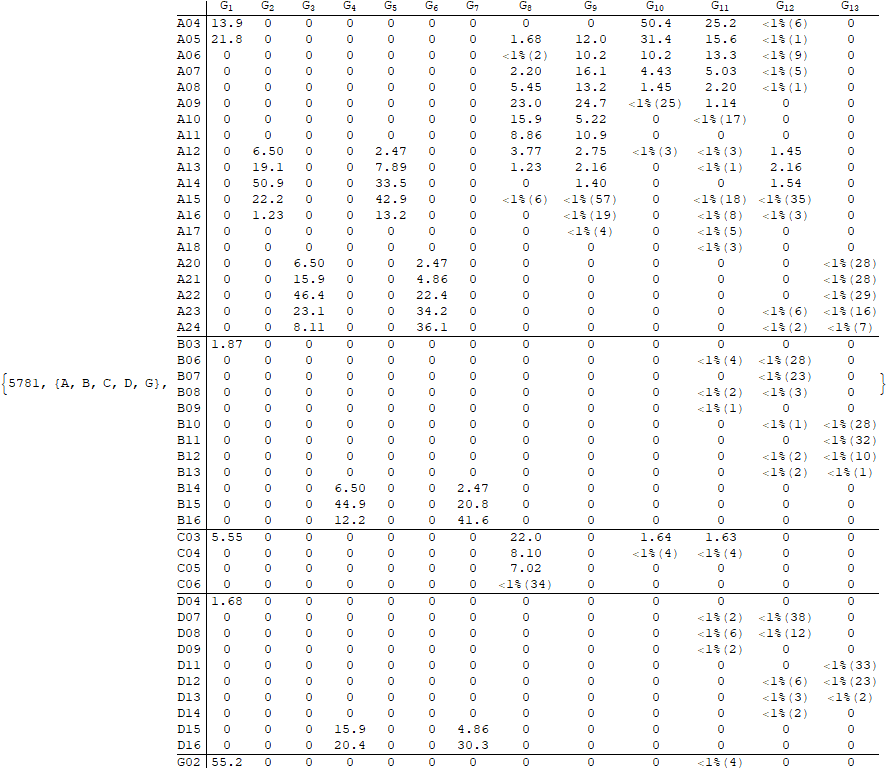 G1 G2 G3 G4 G5 G6 G7 G8 G9 G10 G11 G12 G13
A04 13.9 0 0 0 0 0 0 0 0 50.4 25.2 <1%(6) 0
A05 21.8 0 0 0 0 0 0 1.68 12.0 31.4 15.6 <1%(1) 0
A06 0 0 0 0 0 0 0 <1%(2) 10.2 10.2 13.3 <1%(9) 0
A07 0 0 0 0 0 0 0 2.20 16.1 4.43 5.03 <1%(5) 0
A08 0 0 0 0 0 0 0 5.45 13.2 1.45 2.20 <1%(1) 0
A09 0 0 0 0 0 0 0 23.0 24.7 <1%(25) 1.14 0 0
A10 0 0 0 0 0 0 0 15.9 5.22 0 <1%(17) 0 0
A11 0 0 0 0 0 0 0 8.86 10.9 0 0 0 0
A12 0 6.50 0 0 2.47 0 0 3.77 2.75 <1%(3) <1%(3) 1.45 0
A13 0 19.1 0 0 7.89 0 0 1.23 2.16 0 <1%(1) 2.16 0
A14 0 50.9 0 0 33.5 0 0 0 1.40 0 0 1.54 0
A15 0 22.2 0 0 42.9 0 0 <1%(6) <1%(57) 0 <1%(18) <1%(35) 0
A16 0 1.23 0 0 13.2 0 0 0 <1%(19) 0 <1%(8) <1%(3) 0
A17 0 0 0 0 0 0 0 0 <1%(4) 0 <1%(5) 0 0
A18 0 0 0 0 0 0 0 0 0 0 <1%(3) 0 0
A20 0 0 6.50 0 0 2.47 0 0 0 0 0 0 <1%(28)
A21 0 0 15.9 0 0 4.86 0 0 0 0 0 0 <1%(28)
A22 0 0 46.4 0 0 22.4 0 0 0 0 0 0 <1%(29)
A23 0 0 23.1 0 0 34.2 0 0 0 0 0 <1%(6) <1%(16)
A24 0 0 8.11 0 0 36.1 0 0 0 0 0 <1%(2) <1%(7)
B03 1.87 0 0 0 0 0 0 0 0 0 0 0 0
B06 0 0 0 0 0 0 0 0 0 0 <1%(4) <1%(28) 0
{5781, {A, B, C, D, G}, B07 0 0 0 0 0 0 0 0 0 0 0 <1%(23) 0 }
B08 0 0 0 0 0 0 0 0 0 0 <1%(2) <1%(3) 0
B09 0 0 0 0 0 0 0 0 0 0 <1%(1) 0 0
B10 0 0 0 0 0 0 0 0 0 0 0 <1%(1) <1%(28)
B11 0 0 0 0 0 0 0 0 0 0 0 0 <1%(32)
B12 0 0 0 0 0 0 0 0 0 0 0 <1%(2) <1%(10)
B13 0 0 0 0 0 0 0 0 0 0 0 <1%(2) <1%(1)
B14 0 0 0 6.50 0 0 2.47 0 0 0 0 0 0
B15 0 0 0 44.9 0 0 20.8 0 0 0 0 0 0
B16 0 0 0 12.2 0 0 41.6 0 0 0 0 0 0
C03 5.55 0 0 0 0 0 0 22.0 0 1.64 1.63 0 0
C04 0 0 0 0 0 0 0 8.10 0 <1%(4) <1%(4) 0 0
C05 0 0 0 0 0 0 0 7.02 0 0 0 0 0
C06 0 0 0 0 0 0 0 <1%(34) 0 0 0 0 0
D04 1.68 0 0 0 0 0 0 0 0 0 0 0 0
D07 0 0 0 0 0 0 0 0 0 0 <1%(2) <1%(38) 0
D08 0 0 0 0 0 0 0 0 0 0 <1%(6) <1%(12) 0
D09 0 0 0 0 0 0 0 0 0 0 <1%(2) 0 0
D11 0 0 0 0 0 0 0 0 0 0 0 0 <1%(33)
D12 0 0 0 0 0 0 0 0 0 0 0 <1%(6) <1%(23)
D13 0 0 0 0 0 0 0 0 0 0 0 <1%(3) <1%(2)
D14 0 0 0 0 0 0 0 0 0 0 0 <1%(2) 0
D15 0 0 0 15.9 0 0 4.86 0 0 0 0 0 0
D16 0 0 0 20.4 0 0 30.3 0 0 0 0 0 0
G02 55.2 0 0 0 0 0 0 0 0 0 <1%(4) 0 0